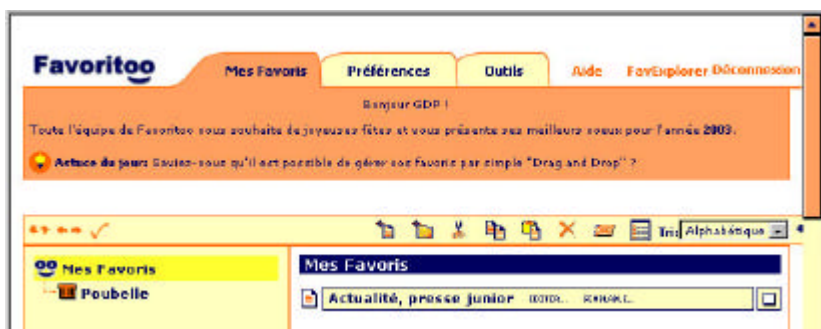 Favoritoo
Mes Favoris Préférences Outils Aide FavExplorer Déconnexion
Bonjour GDP !
Toute l'équipe de Favoritoo vous souhaite de joyeuses fêtes et vous présente ses meilleurs voeux pour l'année 2003.
Astuce du jour: Saviez-vous qu'il est possible de gérer vos favoris par simple "Drag and Drop" ?
Tri: Alphabétique
Mes Favoris
Poubelle
Mes Favoris
Actualité, presse junior